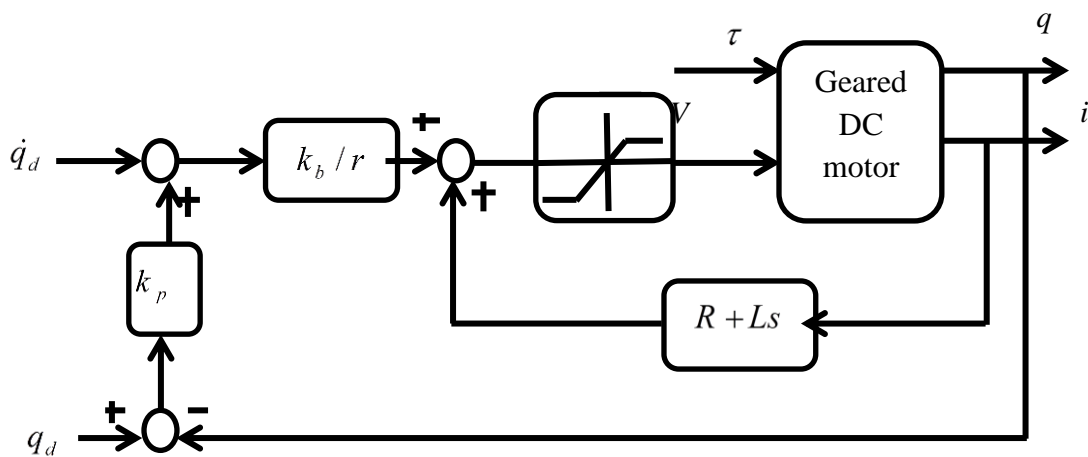 q
τ
Geared
DC
motor
V
i
q̇_d
+
k_b / r
+
+
k_p
R + Ls
+
−
q_d